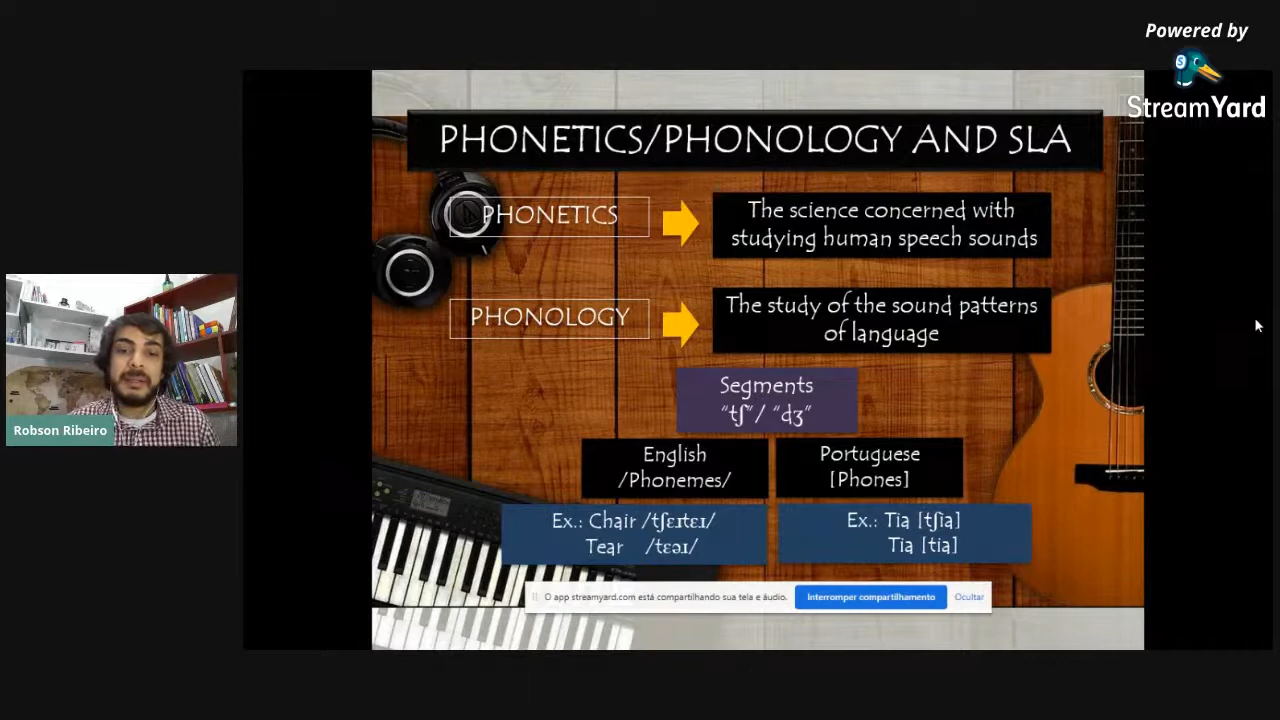 Powered by
StreamYard
PHONETICS/PHONOLOGY AND SLA
PHONETICS
The science concerned with
studying human speech sounds
PHONOLOGY
The study of the sound patterns
of language
Segments
“tʃ”/ “dʒ”
English
/Phonemes/
Portuguese
[Phones]
Ex.: Chair /tʃɛɪtɛɪ/
Tear /tɛəɪ/
Ex.: Tia [tʃia]
Tia [tia]
Robson Ribeiro
O app streamyard.com está compartilhando sua tela e áudio.
Interromper compartilhamento
Ocultar